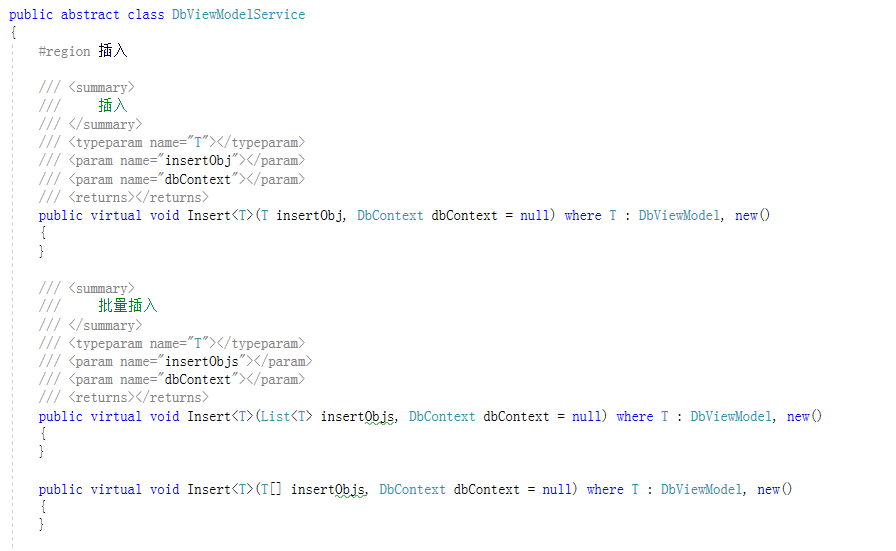 public abstract class DbViewModelService
{
#region 插入
/// <summary>
///     插入
/// </summary>
/// <typeparam name="T"></typeparam>
/// <param name="insertObj"></param>
/// <param name="dbContext"></param>
/// <returns></returns>
public virtual void Insert<T>(T insertObj, DbContext dbContext = null) where T : DbViewModel, new()
{
}
/// <summary>
///     批量插入
/// </summary>
/// <typeparam name="T"></typeparam>
/// <param name="insertObjs"></param>
/// <param name="dbContext"></param>
/// <returns></returns>
public virtual void Insert<T>(List<T> insertObjs, DbContext dbContext = null) where T : DbViewModel, new()
{
}
public virtual void Insert<T>(T[] insertObjs, DbContext dbContext = null) where T : DbViewModel, new()
{
}